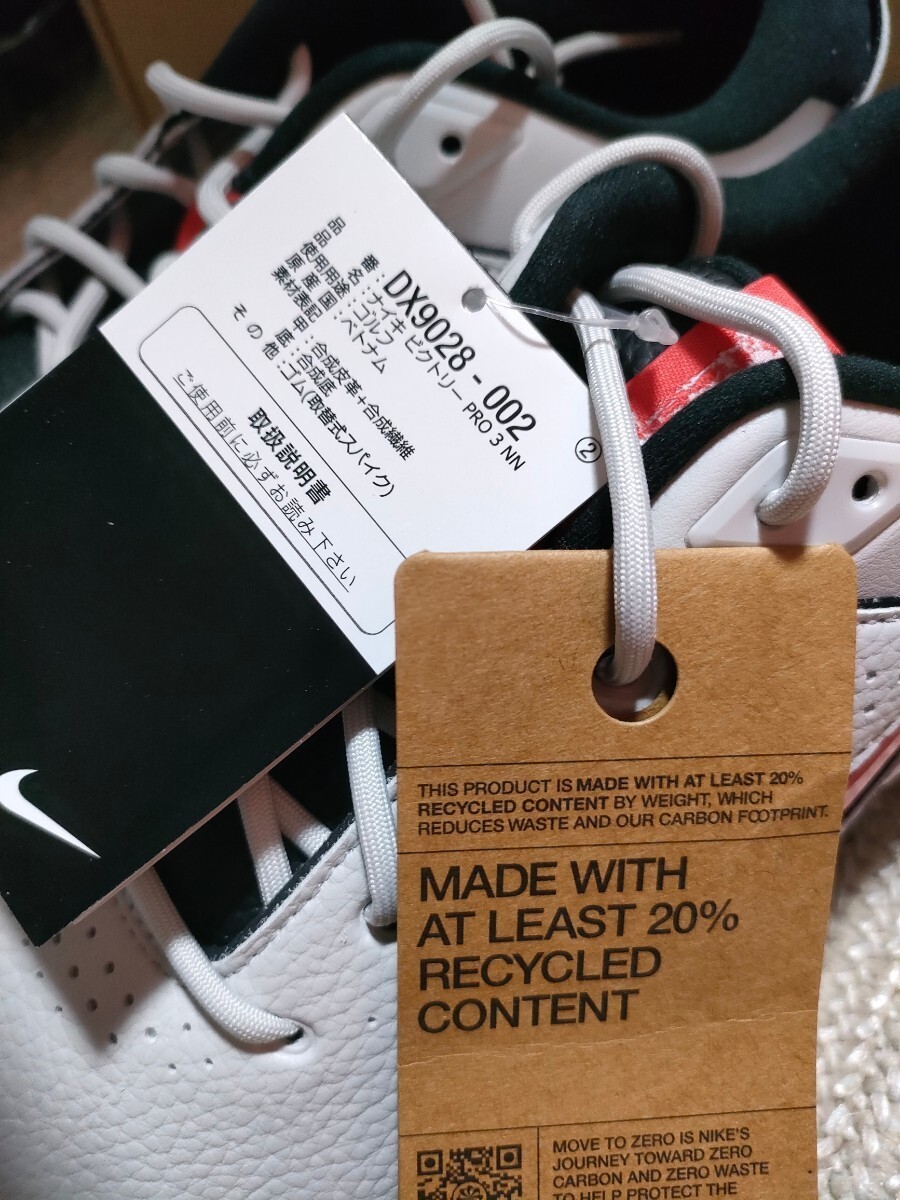 品　番：DX9028-002
品　名：ナイキ ビクトリー PRO 3 NN
使用用途：ゴルフ
原産国：ベトナム
素材表記　甲：合成皮革+合成繊維
底：合成底
その他：ゴム(取替式スパイク)
②
取扱説明書
ご使用前に必ずお読み下さい
THIS PRODUCT IS MADE WITH AT LEAST 20%
RECYCLED CONTENT BY WEIGHT, WHICH
REDUCES WASTE AND OUR CARBON FOOTPRINT.
MADE WITH
AT LEAST 20%
RECYCLED
CONTENT
MOVE TO ZERO IS NIKE'S
JOURNEY TOWARD ZERO
CARBON AND ZERO WASTE
TO HELP PROTECT THE